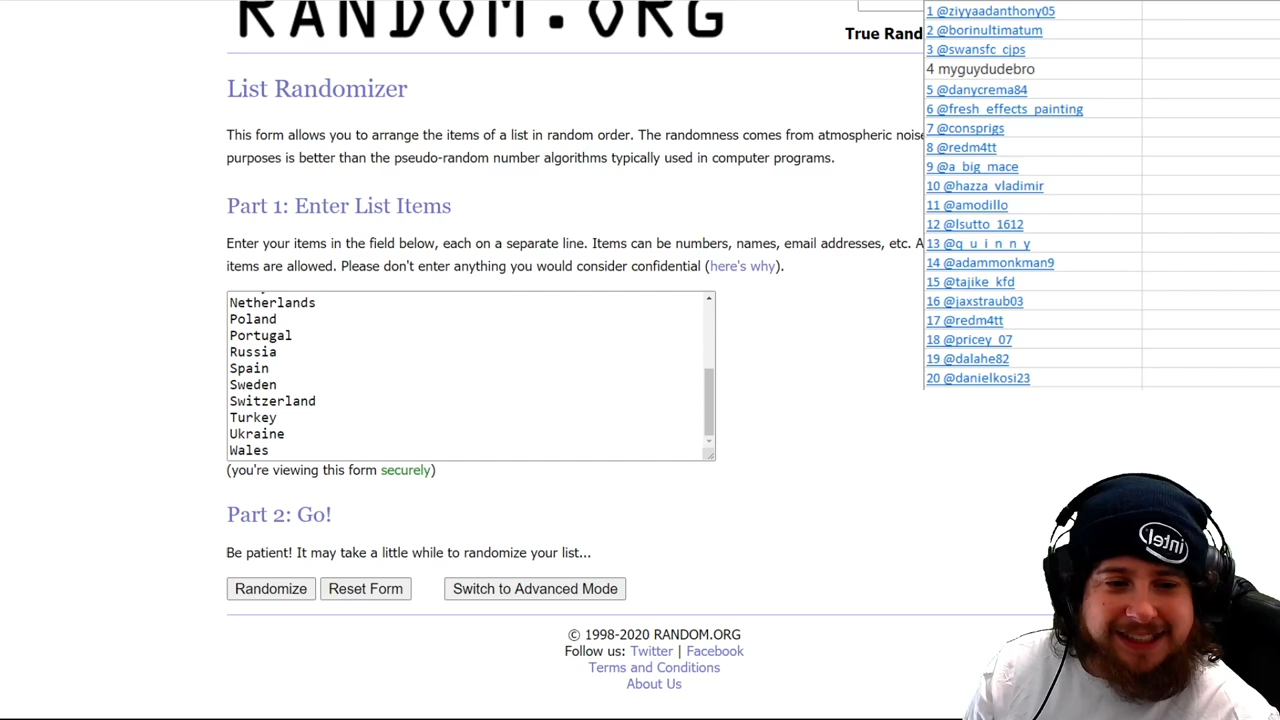 RANDOM.ORG
True Rand
List Randomizer
This form allows you to arrange the items of a list in random order. The randomness comes from atmospheric noise
purposes is better than the pseudo-random number algorithms typically used in computer programs.
Part 1: Enter List Items
Enter your items in the field below, each on a separate line. Items can be numbers, names, email addresses, etc. A
items are allowed. Please don't enter anything you would consider confidential (here's why).
Netherlands
Poland
Portugal
Russia
Spain
Sweden
Switzerland
Turkey
Ukraine
Wales
(you're viewing this form securely)
Part 2: Go!
Be patient! It may take a little while to randomize your list...
Randomize
Reset Form
Switch to Advanced Mode
© 1998-2020 RANDOM.ORG
Follow us: Twitter | Facebook
Terms and Conditions
About Us
1 @ziyyaadanthony05
2 @borinultimatum
3 @swansfc_cjps
4 myguydudebro
5 @danycrema84
6 @fresh_effects_painting
7 @consprigs
8 @redm4tt
9 @a_big_mace
10 @hazza_vladimir
11 @amodillo
12 @lsutto_1612
13 @q_u_i_n_n_y
14 @adammonkman9
15 @tajike_kfd
16 @jaxstraub03
17 @redm4tt
18 @pricey_07
19 @dalahe82
20 @danielkosi23
intel